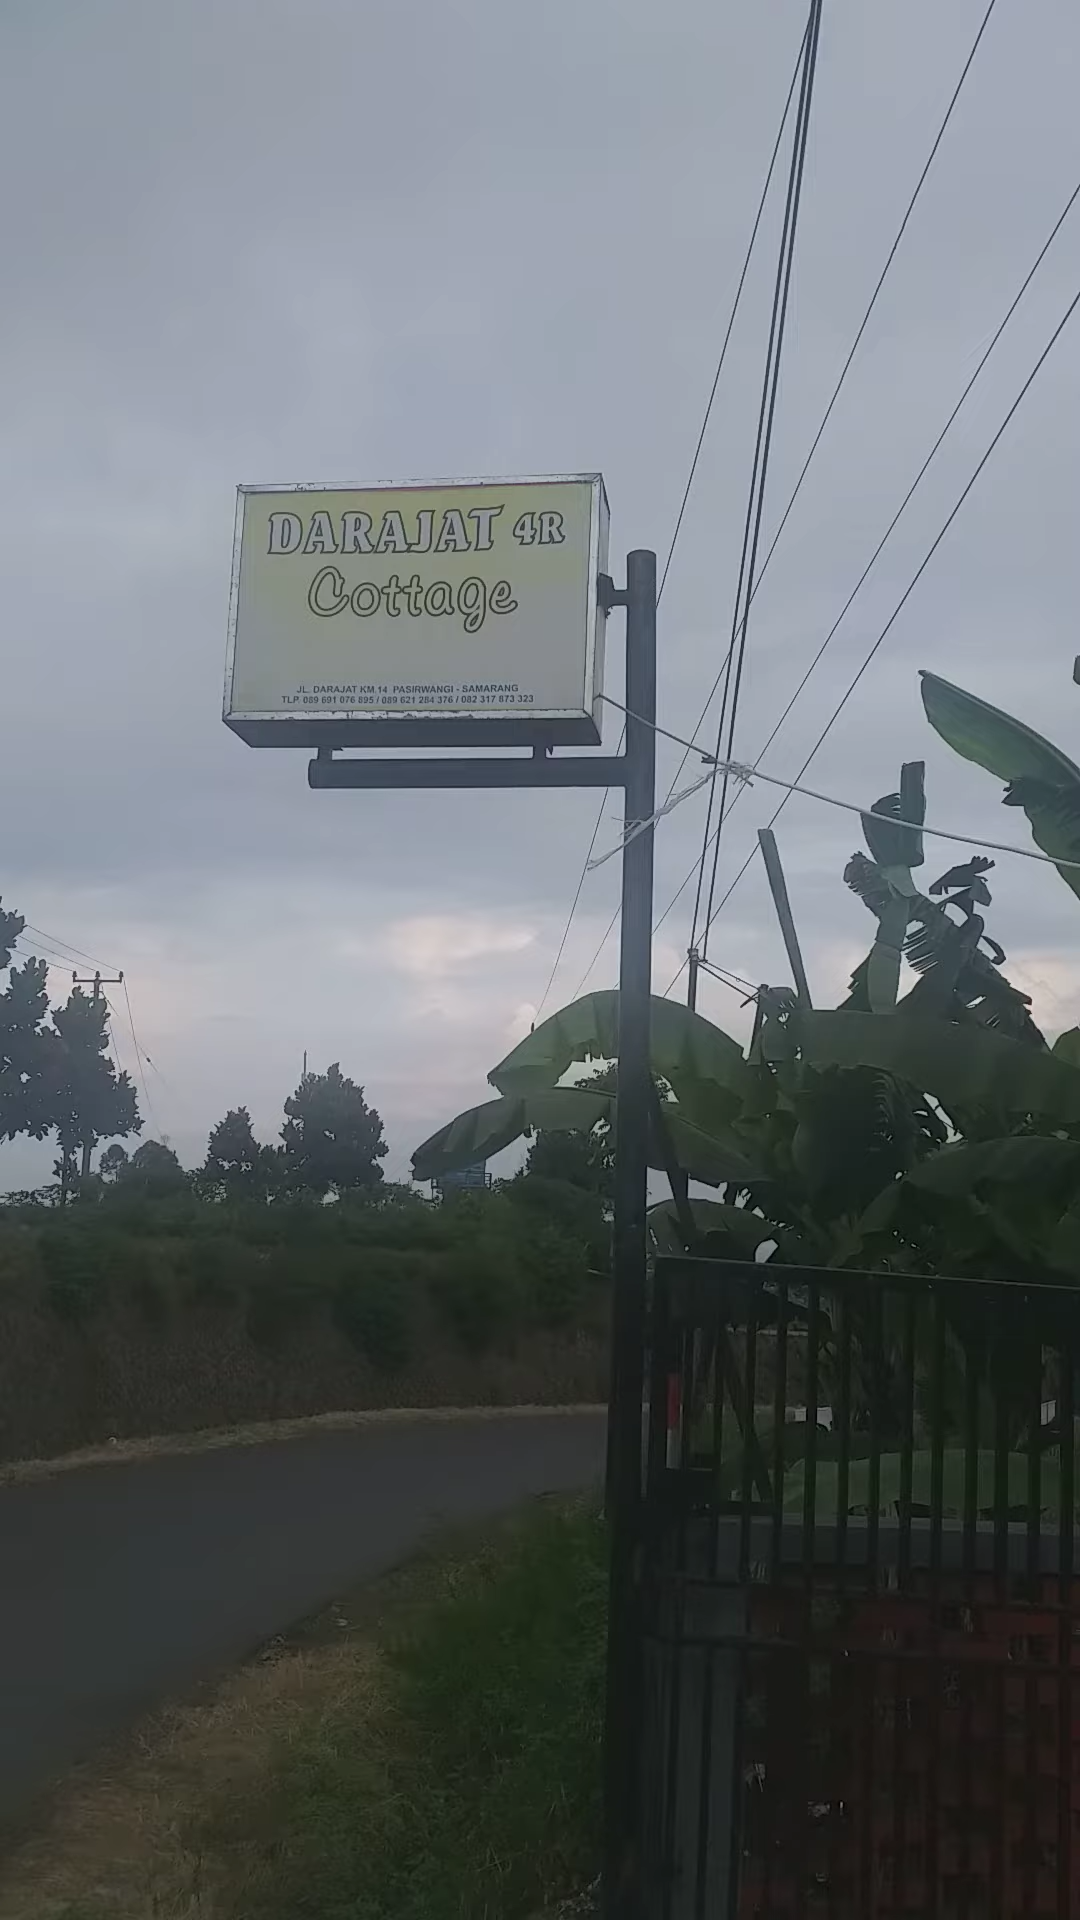 DARAJAT 4R
Cottage
JL. DARAJAT KM.14 PASIRWANGI - SAMARANG
TLP. 089 691 076 895 / 089 621 284 376 / 082 317 873 323